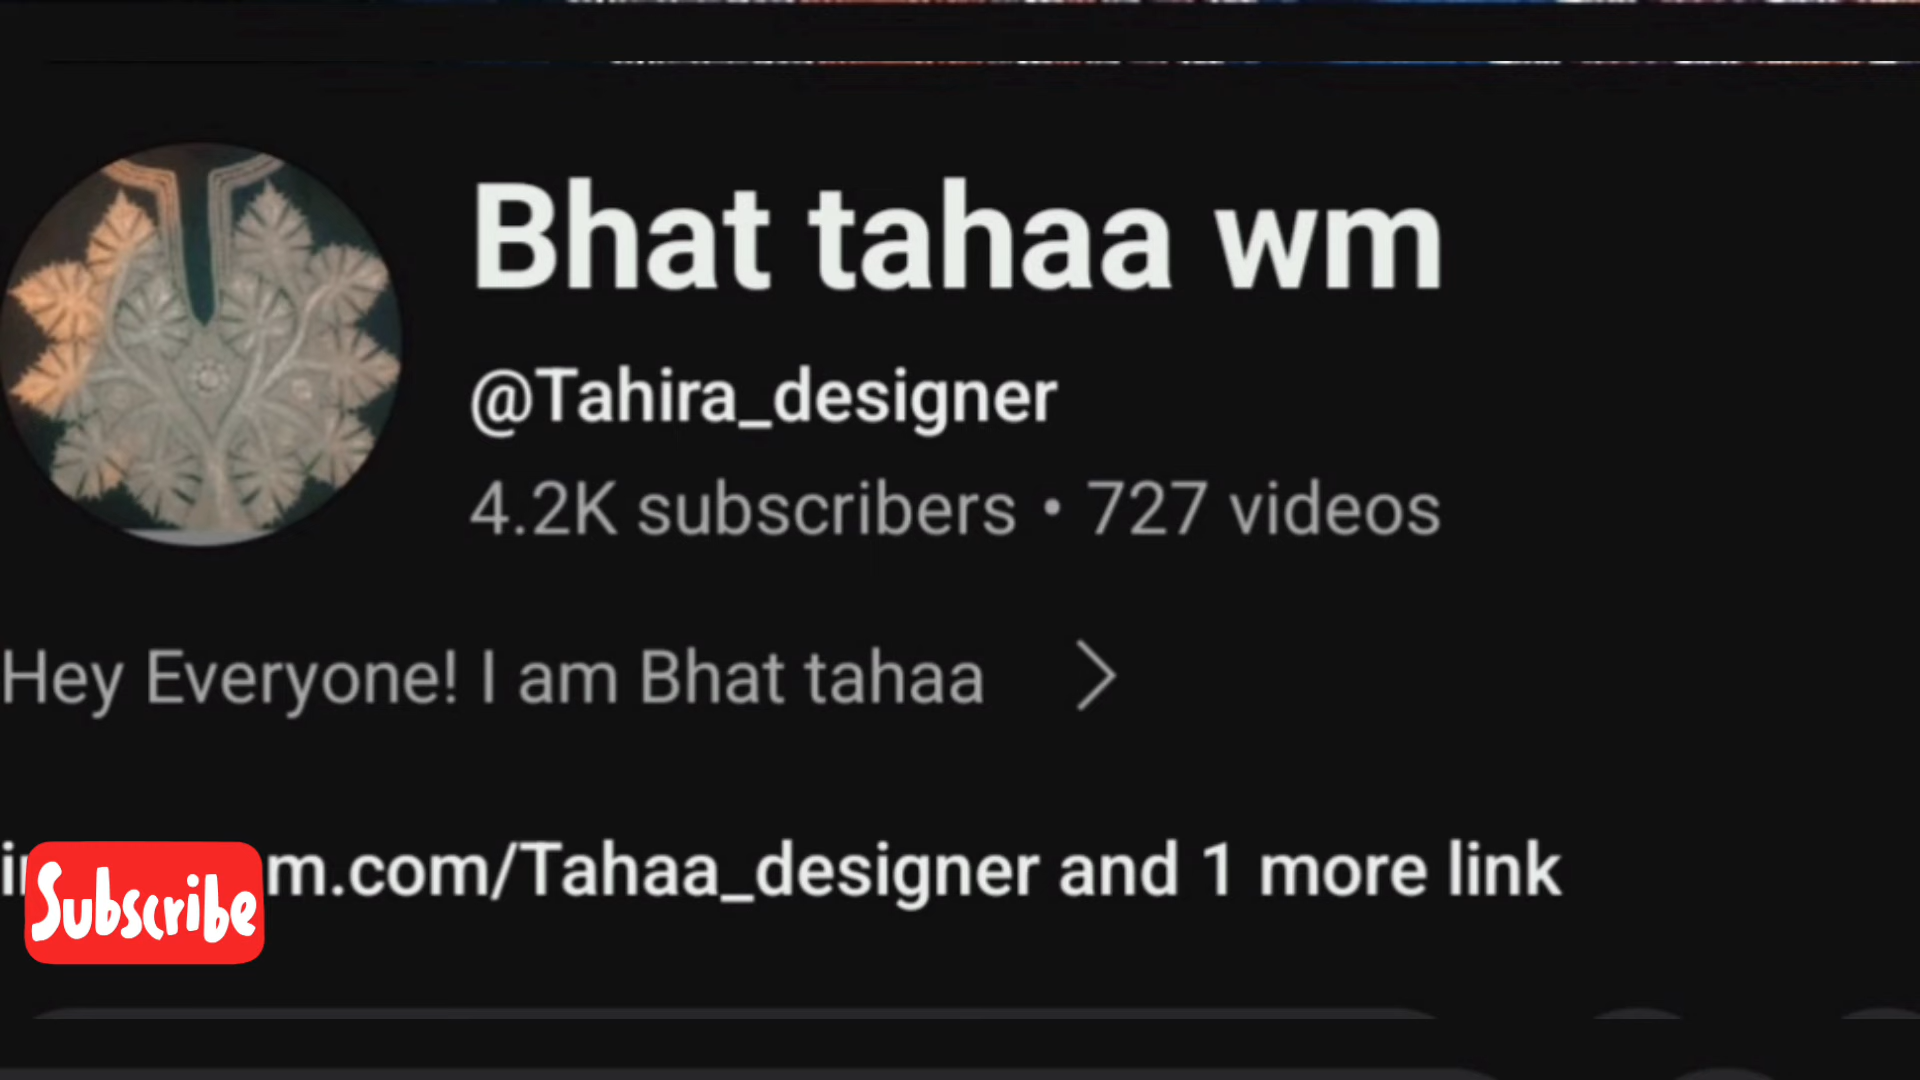 Bhat tahaa wm
@Tahira_designer
4.2K subscribers • 727 videos
Hey Everyone! I am Bhat tahaa
m.com/Tahaa_designer and 1 more link
Subscribe